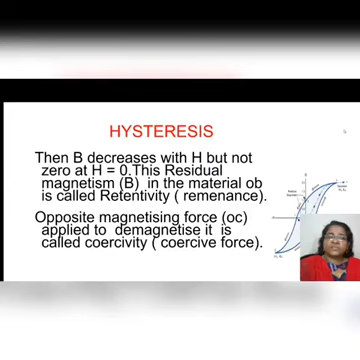 HYSTERESIS
Then B decreases with H but not
zero at H = 0.This Residual
magnetism (B) in the material ob
is called Retentivity ( remenance).
Opposite magnetising force (oc)
applied to demagnetise it is
called coercivity ( coercive force).